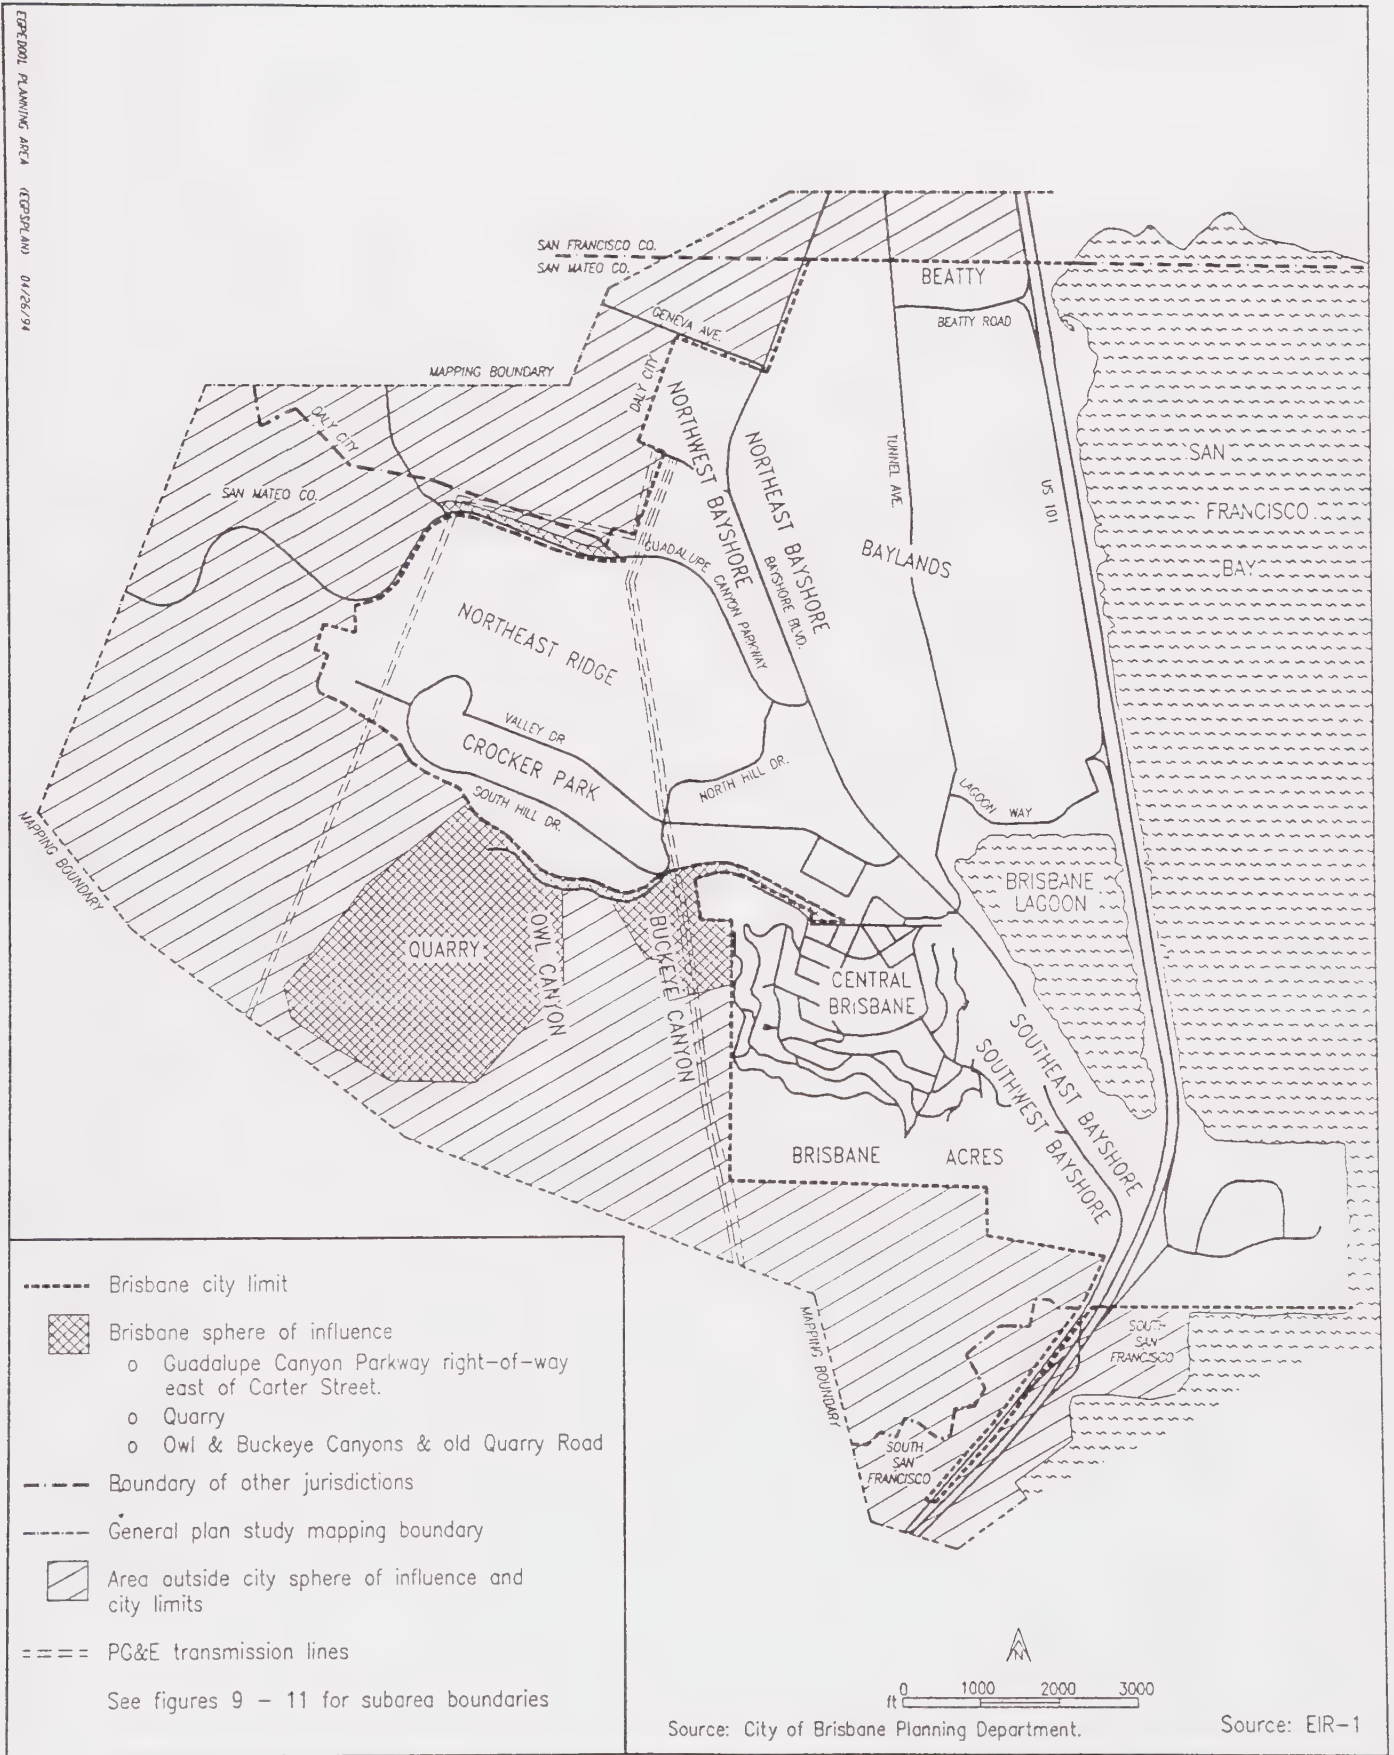 EGPEDOOL PLANNING AREA (EGPSPLAN) 04/26/94
SAN FRANCISCO CO.
SAN MATEO CO.
BEATTY
BEATTY ROAD
GENEVA AVE.
MAPPING BOUNDARY
DALY CITY
DALY CITY
NORTHWEST BAYSHORE
NORTHEAST BAYSHORE
BAYSHORE BLVD.
TUNNEL AVE.
US 101
SAN
FRANCISCO
BAY
SAN MATEO CO.
BAYLANDS
GUADALUPE CANYON PARKWAY
NORTHEAST RIDGE
VALLEY DR
CROCKER PARK
SOUTH HILL DR.
NORTH HILL DR.
LAGOON WAY
MAPPING BOUNDARY
BRISBANE
LAGOON
QUARRY
OWL CANYON
BUCKEYE CANYON
CENTRAL
BRISBANE
SOUTHEAST BAYSHORE
SOUTHWEST BAYSHORE
BRISBANE ACRES
MAPPING BOUNDARY
SOUTH
SAN
FRANCISCO
SOUTH
SAN
FRANCISCO
Brisbane city limit
Brisbane sphere of influence
o Guadalupe Canyon Parkway right-of-way
east of Carter Street.
o Quarry
o Owl & Buckeye Canyons & old Quarry Road
Boundary of other jurisdictions
General plan study mapping boundary
Area outside city sphere of influence and
city limits
PG&E transmission lines
See figures 9 - 11 for subarea boundaries
N
0 1000 2000 3000
ft
Source: City of Brisbane Planning Department.
Source: EIR-1